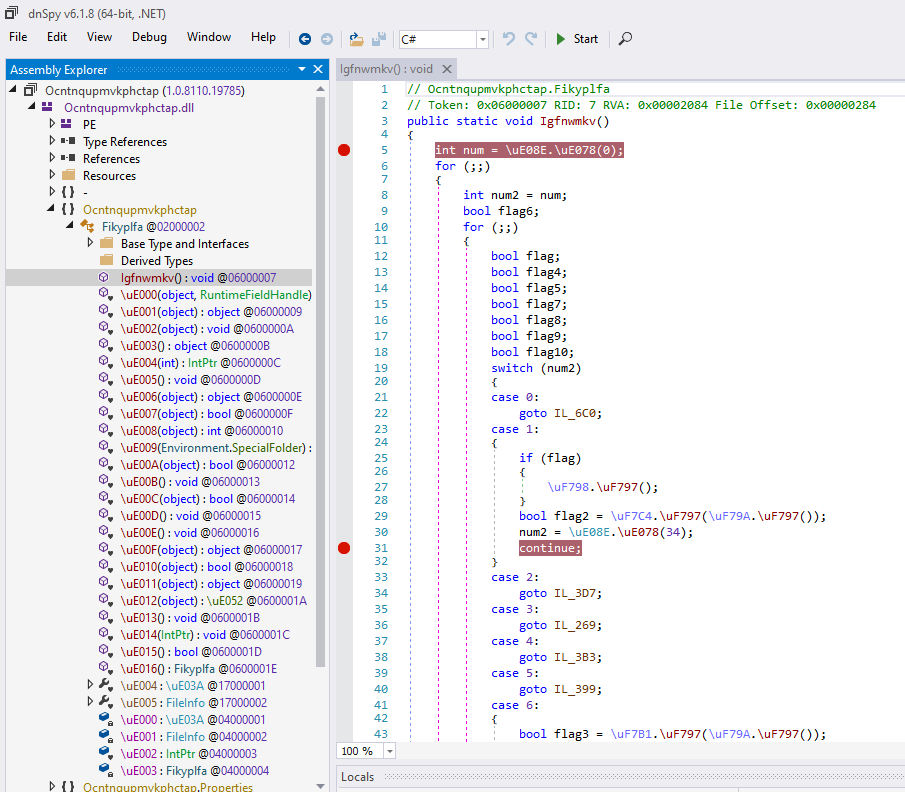 dnSpy v6.1.8 (64-bit, .NET)
File Edit View Debug Window Help C# Start
Assembly Explorer
Ocntnqupmvkphctap (1.0.8110.19785)
Ocntnqupmvkphctap.dll
PE
Type References
References
Resources
{ } -
{ } Ocntnqupmvkphctap
Fikyplfa @02000002
Base Type and Interfaces
Derived Types
Igfnwmkv() : void @06000007
\uE000(object, RuntimeFieldHandle)
\uE001(object) : object @06000009
\uE002(object) : void @0600000A
\uE003() : object @0600000B
\uE004(int) : IntPtr @0600000C
\uE005() : void @0600000D
\uE006(object) : object @0600000E
\uE007(object) : bool @0600000F
\uE008(object) : int @06000010
\uE009(Environment.SpecialFolder) :
\uE00A(object) : bool @06000012
\uE00B() : void @06000013
\uE00C(object) : bool @06000014
\uE00D() : void @06000015
\uE00E() : void @06000016
\uE00F(object) : object @06000017
\uE010(object) : bool @06000018
\uE011(object) : object @06000019
\uE012(object) : \uE052 @0600001A
\uE013() : void @0600001B
\uE014(IntPtr) : void @0600001C
\uE015() : bool @0600001D
\uE016() : Fikyplfa @0600001E
\uE004 : \uE03A @17000001
\uE005 : FileInfo @17000002
\uE000 : \uE03A @04000001
\uE001 : FileInfo @04000002
\uE002 : IntPtr @04000003
\uE003 : Fikyplfa @04000004
{ } Ocntnqupmvkphctap.Properties
Igfnwmkv() : void
1 // Ocntnqupmvkphctap.Fikyplfa
2 // Token: 0x06000007 RID: 7 RVA: 0x00002084 File Offset: 0x00000284
3 public static void Igfnwmkv()
4 {
5 int num = \uE08E.\uE078(0);
6 for (;;)
7 {
8 int num2 = num;
9 bool flag6;
10 for (;;)
11 {
12 bool flag;
13 bool flag4;
14 bool flag5;
15 bool flag7;
16 bool flag8;
17 bool flag9;
18 bool flag10;
19 switch (num2)
20 {
21 case 0:
22 goto IL_6C0;
23 case 1:
24 {
25 if (flag)
26 {
27 \uF798.\uF797();
28 }
29 bool flag2 = \uF7C4.\uF797(\uF79A.\uF797());
30 num2 = \uE08E.\uE078(34);
31 continue;
32 }
33 case 2:
34 goto IL_3D7;
35 case 3:
36 goto IL_269;
37 case 4:
38 goto IL_3B3;
39 case 5:
40 goto IL_399;
41 case 6:
42 {
43 bool flag3 = \uF7B1.\uF797(\uF79A.\uF797());
100 %
Locals